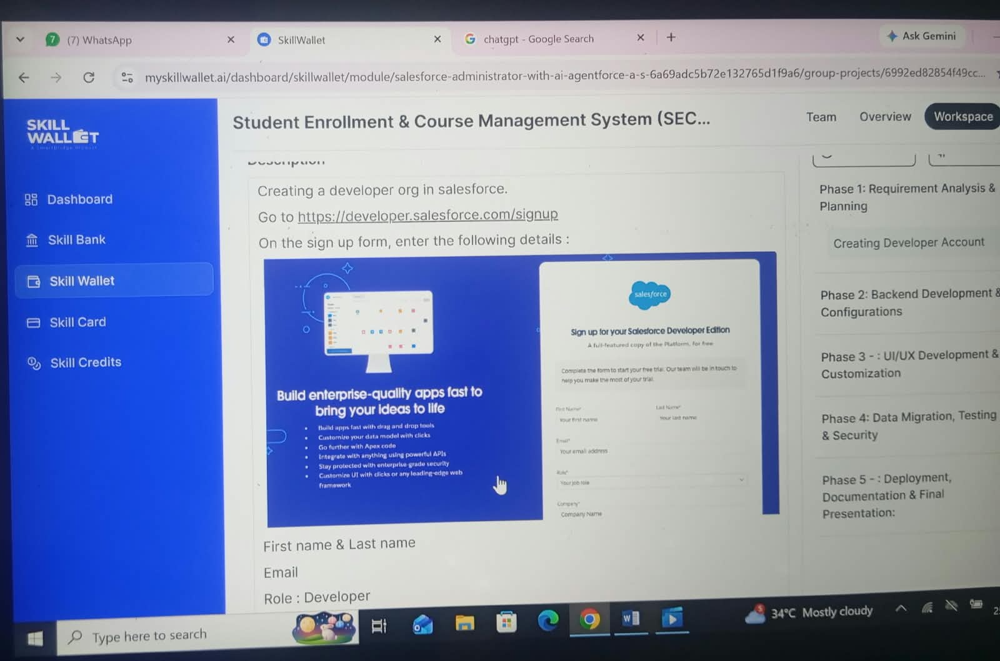 (7) WhatsApp
SkillWallet
chatgpt - Google Search
Ask Gemini
myskillwallet.ai/dashboard/skillwallet/module/salesforce-administrator-with-ai-agentforce-a-s-6a69adc5b72e132765d1f9a6/group-projects/6992ed82854f49cc...
SKILL
WALLET
A SmartBridge Product
Dashboard
Skill Bank
Skill Wallet
Skill Card
Skill Credits
Student Enrollment & Course Management System (SEC...
Team
Overview
Workspace
Description
Creating a developer org in salesforce.
Go to https://developer.salesforce.com/signup
On the sign up form, enter the following details :
Build enterprise-quality apps fast to
bring your ideas to life
Build apps fast with drag and drop tools
Customize your data model with clicks
Go further with Apex code
Integrate with anything using powerful APIs
Stay protected with enterprise-grade security
Customize UI with clicks or any leading-edge web
framework
salesforce
Sign up for your Salesforce Developer Edition
A full-featured copy of the Platform, for free
Complete the form to start your free trial. Our team will be in touch to
help you make the most of your trial.
First Name*
Last Name*
Your first name
Your last name
Email*
Your email address
Role*
Your job role
Company*
Company Name
First name & Last name
Email
Role : Developer
Phase 1: Requirement Analysis &
Planning
Creating Developer Account
Phase 2: Backend Development &
Configurations
Phase 3 - : UI/UX Development &
Customization
Phase 4: Data Migration, Testing
& Security
Phase 5 - : Deployment,
Documentation & Final
Presentation:
Type here to search
34°C Mostly cloudy